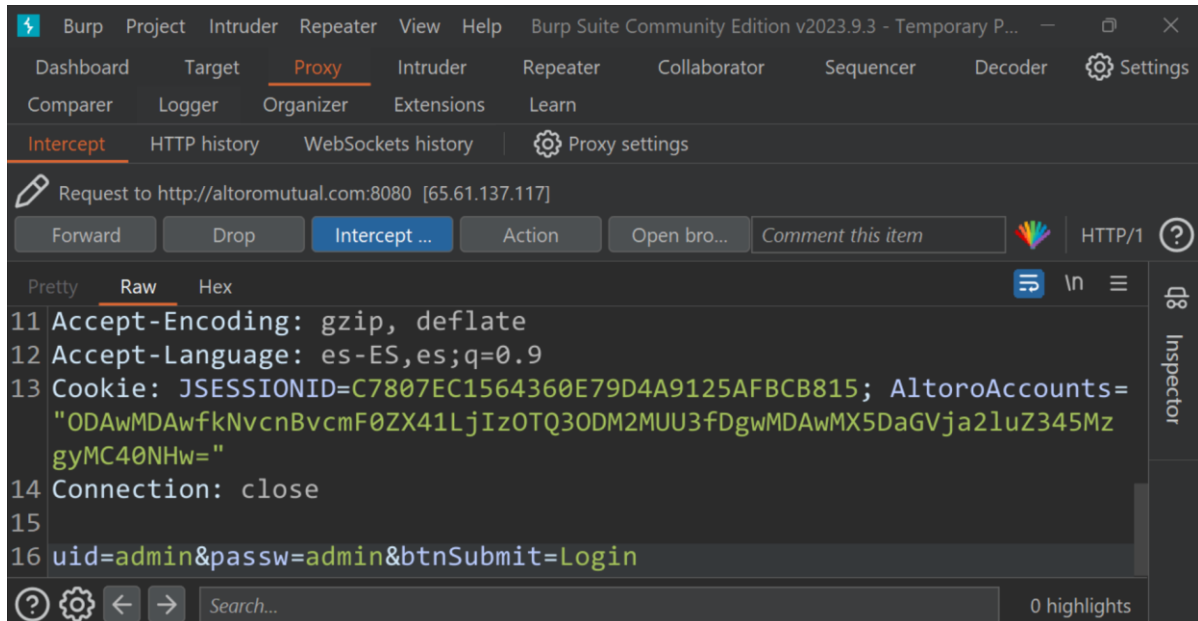 Burp Project Intruder Repeater View Help Burp Suite Community Edition v2023.9.3 - Temporary P...
Dashboard Target Proxy Intruder Repeater Collaborator Sequencer Decoder Settings
Comparer Logger Organizer Extensions Learn
Intercept HTTP history WebSockets history Proxy settings
Request to http://altoromutual.com:8080 [65.61.137.117]
Forward Drop Intercept ... Action Open bro... Comment this item HTTP/1 ?
Pretty Raw Hex \n
11 Accept-Encoding: gzip, deflate
12 Accept-Language: es-ES,es;q=0.9
13 Cookie: JSESSIONID=C7807EC1564360E79D4A9125AFBCB815; AltoroAccounts=
"ODAwMDAwfkNvcnBvcmF0ZX41LjIzOTQ3ODM2MUU3fDgwMDAwMX5DaGVja2luZ345Mz
gyMC40NHw="
14 Connection: close
15
16 uid=admin&passw=admin&btnSubmit=Login
Inspector
? Search... 0 highlights